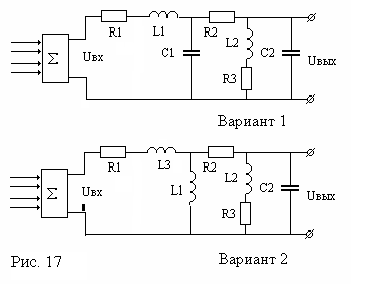 R1
L1
R2
Σ
Uвх
C1
L2
C2
Uвых
R3
Вариант 1
R1
L3
R2
Σ
Uвх
L1
L2
C2
Uвых
R3
Рис. 17
Вариант 2